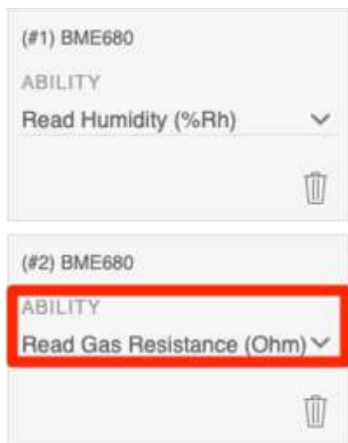 (#1) BME680
ABILITY
Read Humidity (%Rh)
(#2) BME680
ABILITY
Read Gas Resistance (Ohm)